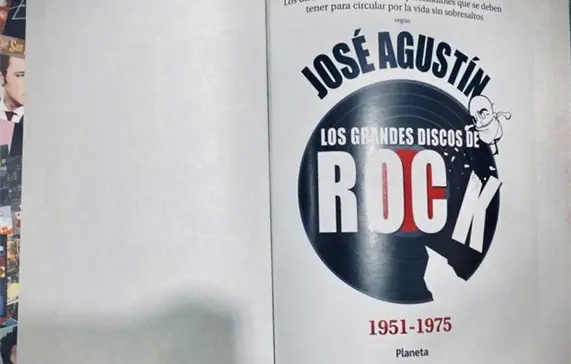 tener para circular por la vida sin sobresaltos
según
JOSÉ AGUSTÍN
LOS GRANDES DISCOS DE
ROCK
1951-1975
Planeta